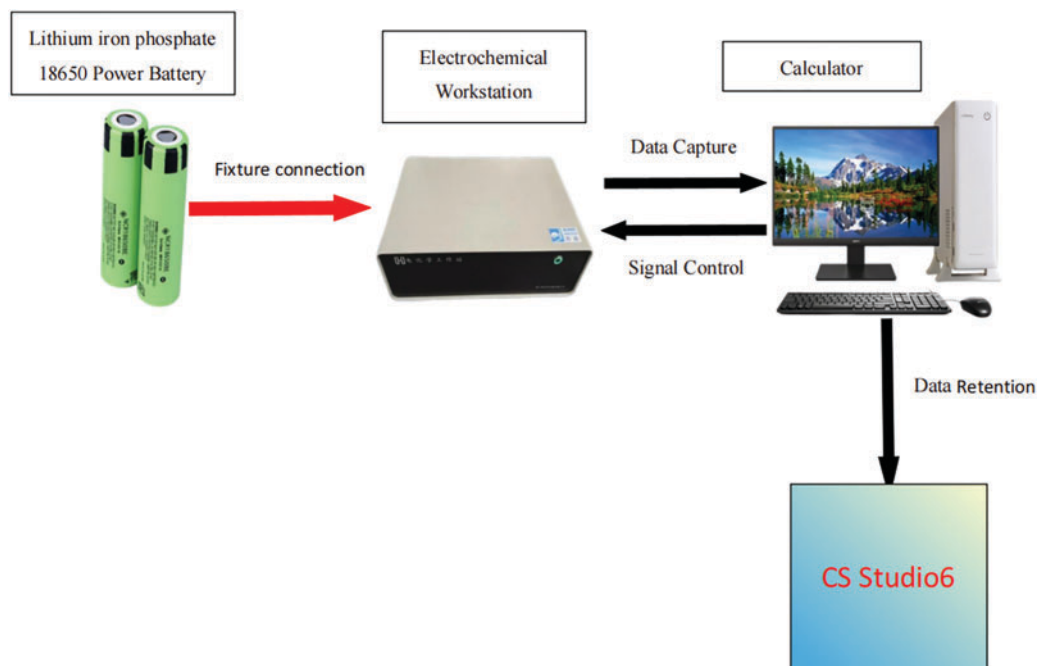 Lithium iron phosphate
18650 Power Battery
Electrochemical
Workstation
Calculator
Fixture connection
Data Capture
Signal Control
Data Retention
CS Studio6